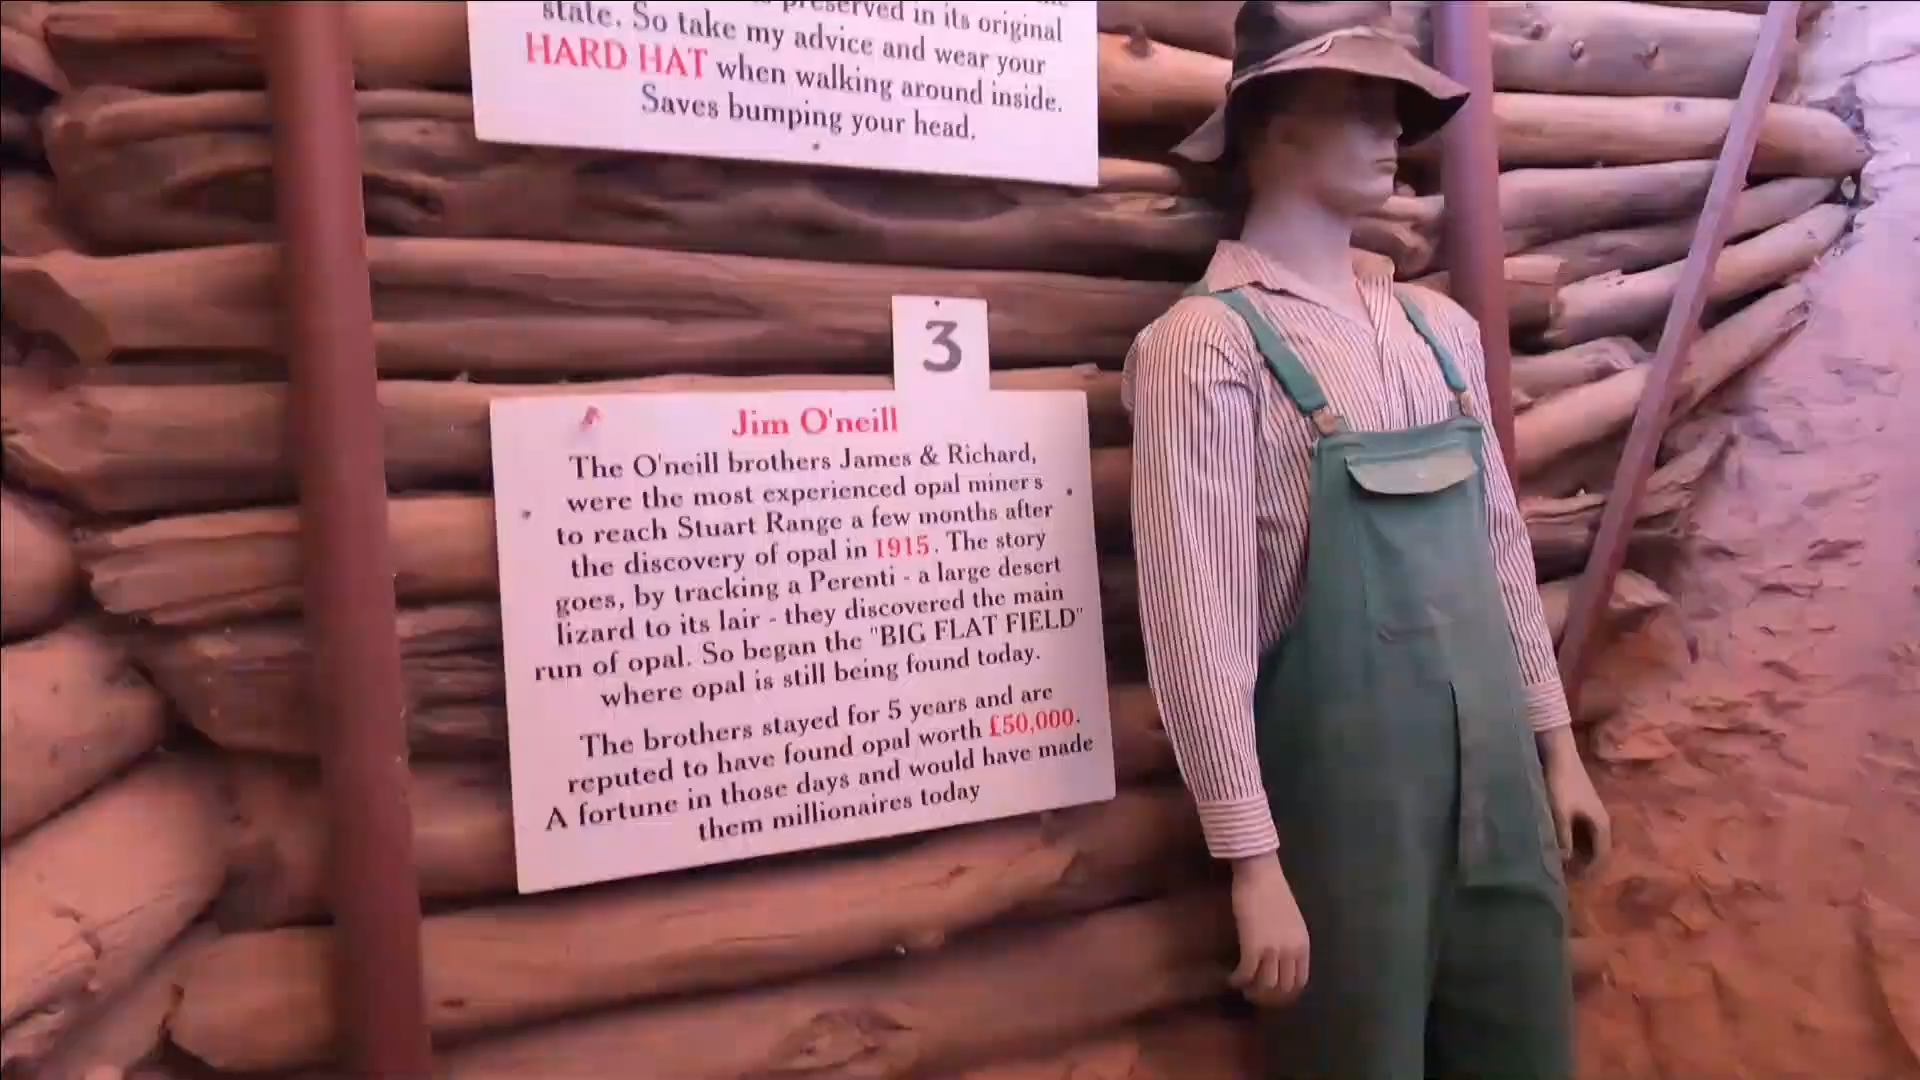 preserved in its original
state. So take my advice and wear your
HARD HAT when walking around inside.
Saves bumping your head.
3
Jim O'neill
The O'neill brothers James & Richard,
were the most experienced opal miners
to reach Stuart Range a few months after
the discovery of opal in 1915. The story
goes, by tracking a Perenti - a large desert
lizard to its lair - they discovered the main
run of opal. So began the "BIG FLAT FIELD"
where opal is still being found today.
The brothers stayed for 5 years and are
reputed to have found opal worth £50,000.
A fortune in those days and would have made
them millionaires today